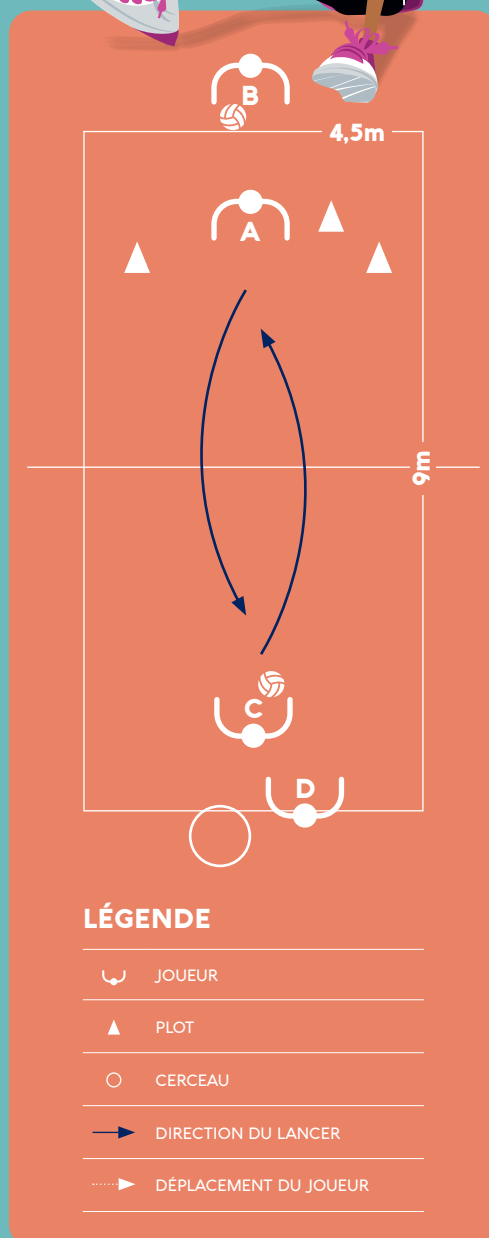 B
4,5m
A
9m
C
D
LÉGENDE
JOUEUR
PLOT
CERCEAU
DIRECTION DU LANCER
DÉPLACEMENT DU JOUEUR